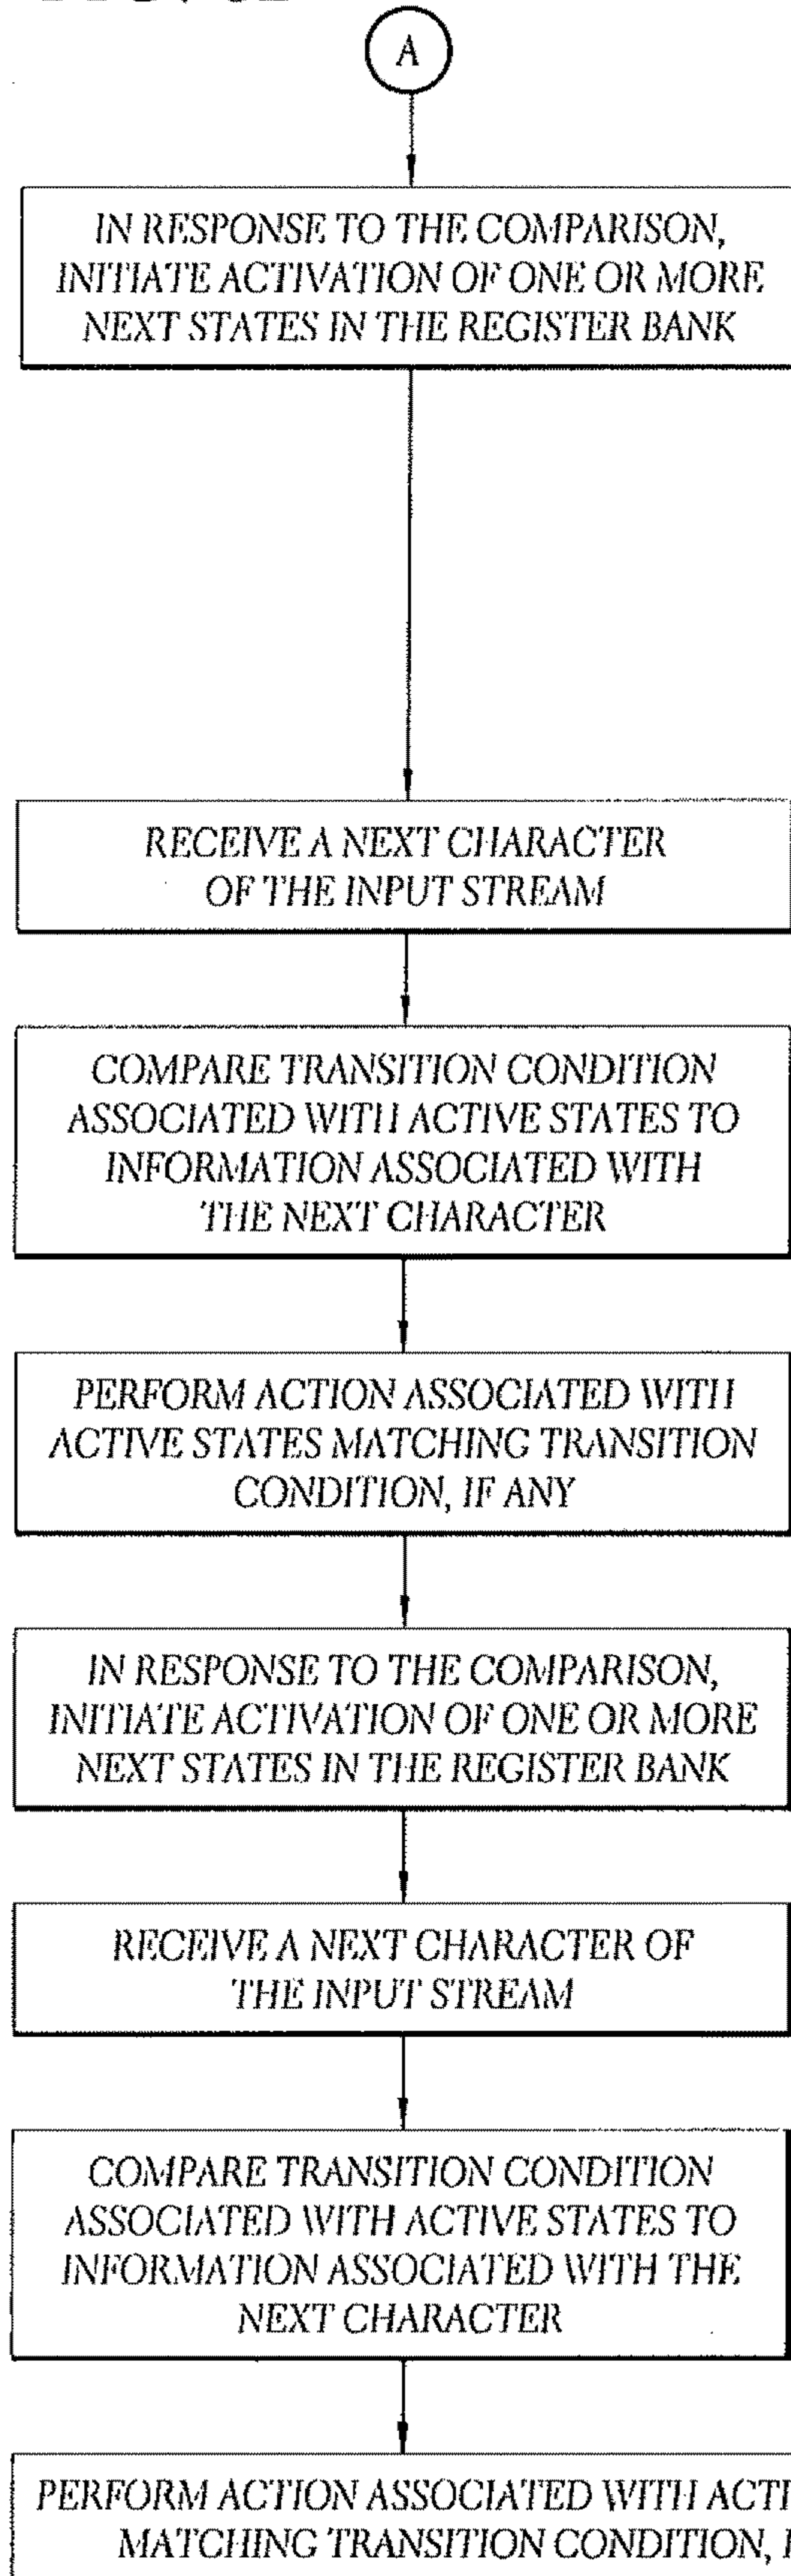 A
IN RESPONSE TO THE COMPARISON,
INITIATE ACTIVATION OF ONE OR MORE
NEXT STATES IN THE REGISTER BANK
RECEIVE A NEXT CHARACTER
OF THE INPUT STREAM
COMPARE TRANSITION CONDITION
ASSOCIATED WITH ACTIVE STATES TO
INFORMATION ASSOCIATED WITH
THE NEXT CHARACTER
PERFORM ACTION ASSOCIATED WITH
ACTIVE STATES MATCHING TRANSITION
CONDITION, IF ANY
IN RESPONSE TO THE COMPARISON,
INITIATE ACTIVATION OF ONE OR MORE
NEXT STATES IN THE REGISTER BANK
RECEIVE A NEXT CHARACTER OF
THE INPUT STREAM
COMPARE TRANSITION CONDITION
ASSOCIATED WITH ACTIVE STATES TO
INFORMATION ASSOCIATED WITH THE
NEXT CHARACTER
PERFORM ACTION ASSOCIATED WITH
MATCHING TRANSITION CONDITION,